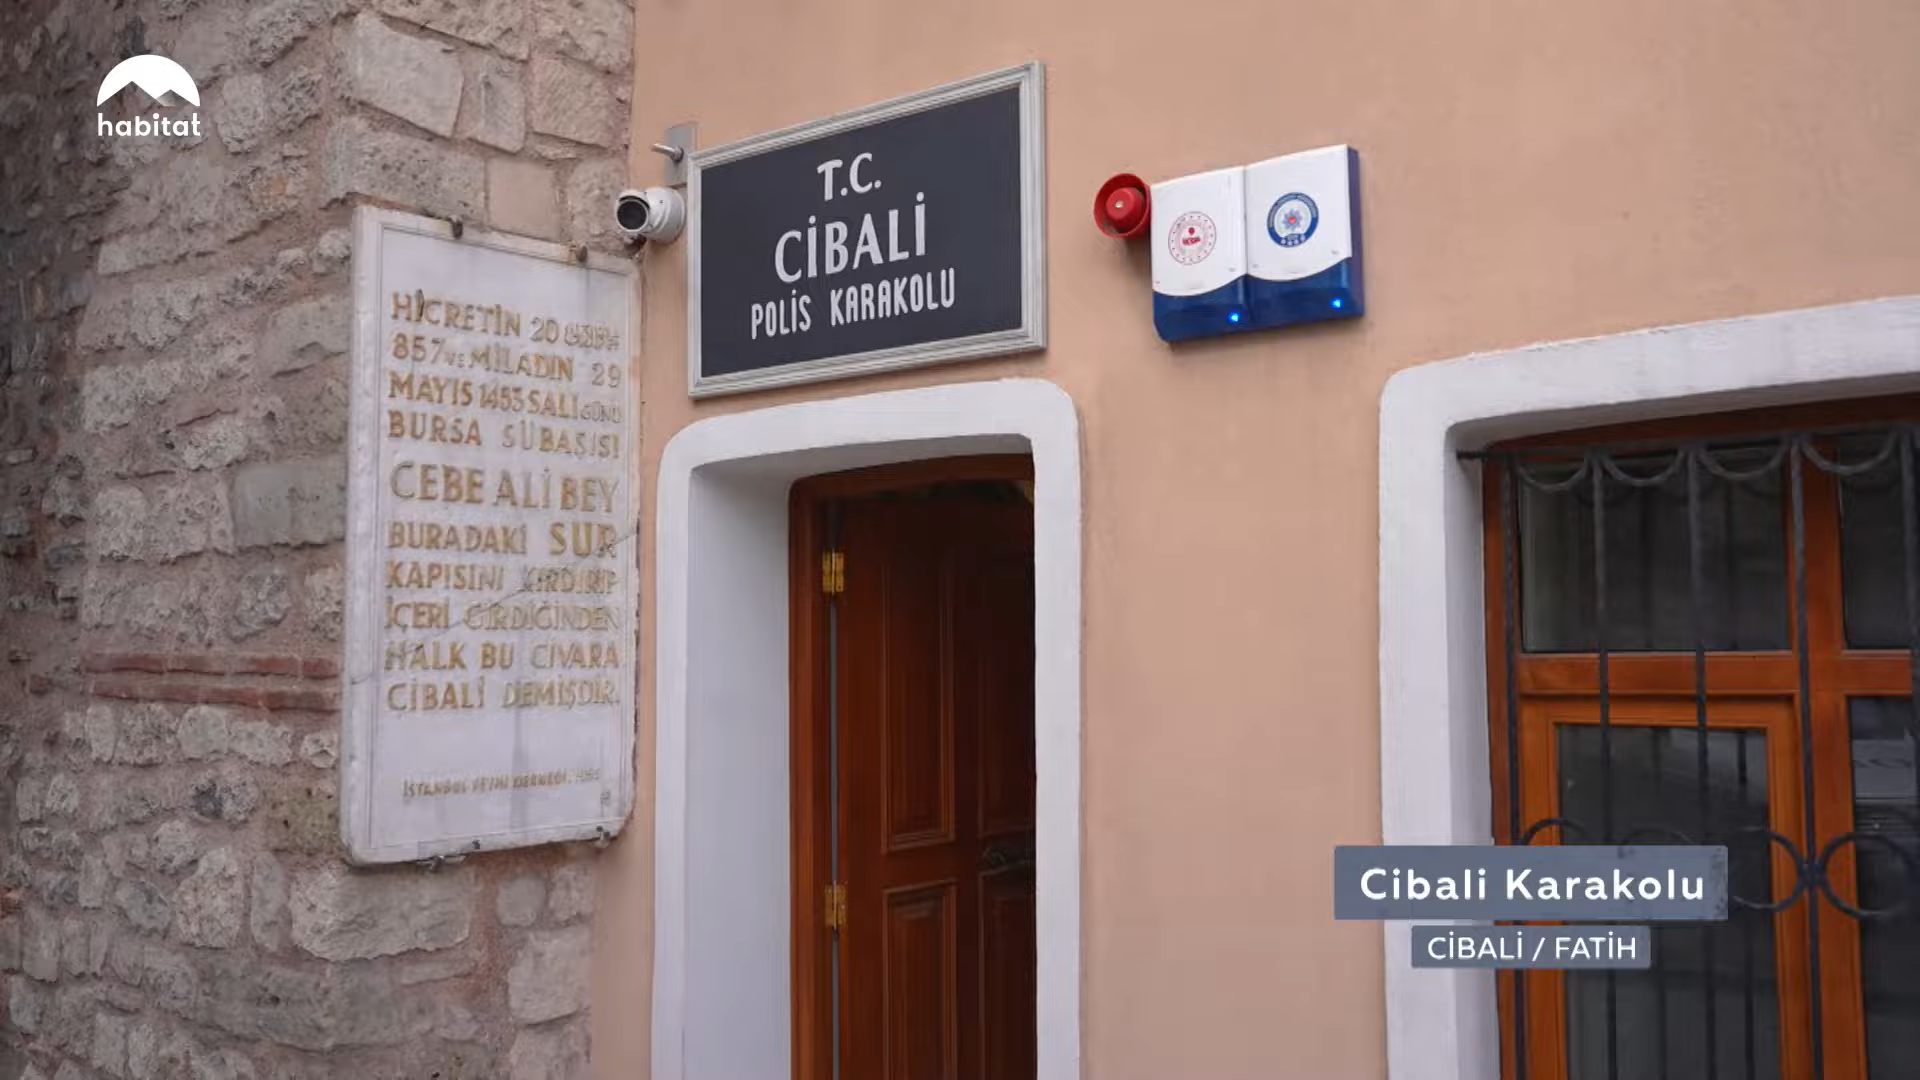 habitat
T.C.
CİBALİ
POLİS KARAKOLU
HİCRETİN 20
857 ve MİLADIN 29
MAYIS 1453 SALI GÜNÜ
BURSA SUBAŞISI
CEBE ALİ BEY
BURADAKİ SUR
KAPISINI KIRDIRIP
İÇERİ GİRDİĞİNDEN
HALK BU CİVARA
CİBALİ DEMİŞDİR.
İSTANBUL FETHİ DERNEĞİ.
Cibali Karakolu
CİBALİ / FATİH